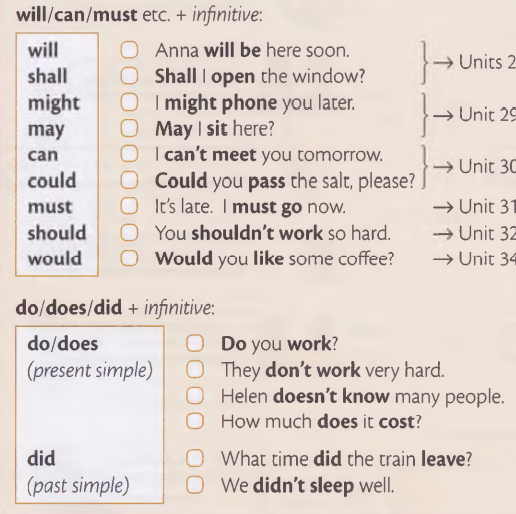 will/can/must etc. + infinitive:
will Anna will be here soon. → Units 2
shall Shall I open the window?
might I might phone you later. → Unit 29
may May I sit here?
can I can't meet you tomorrow. → Unit 30
could Could you pass the salt, please?
must It's late. I must go now. → Unit 31
should You shouldn't work so hard. → Unit 32
would Would you like some coffee? → Unit 34
do/does/did + infinitive:
do/does Do you work?
(present simple) They don't work very hard.
Helen doesn't know many people.
How much does it cost?
did What time did the train leave?
(past simple) We didn't sleep well.